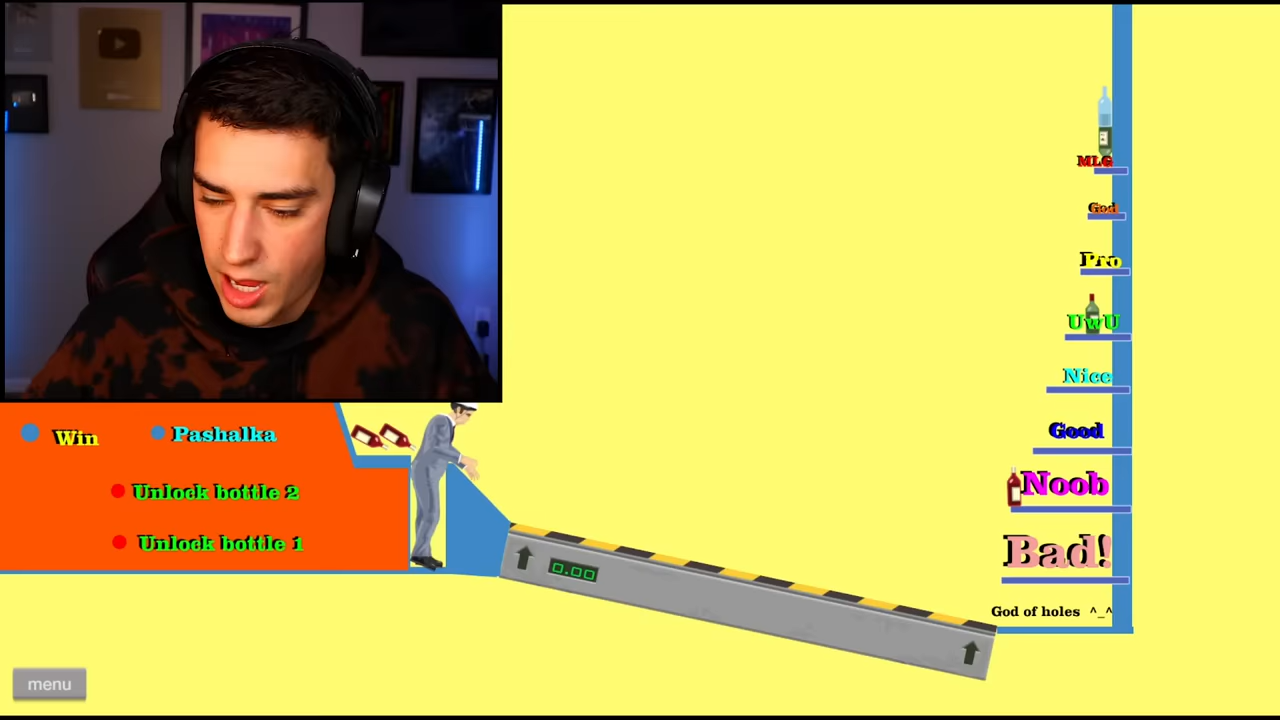 MLG
God
Pro
UwU
Nice
Good
Noob
Bad!
God of holes ^_^
Win
Pashalka
Unlock bottle 2
Unlock bottle 1
0.00
menu